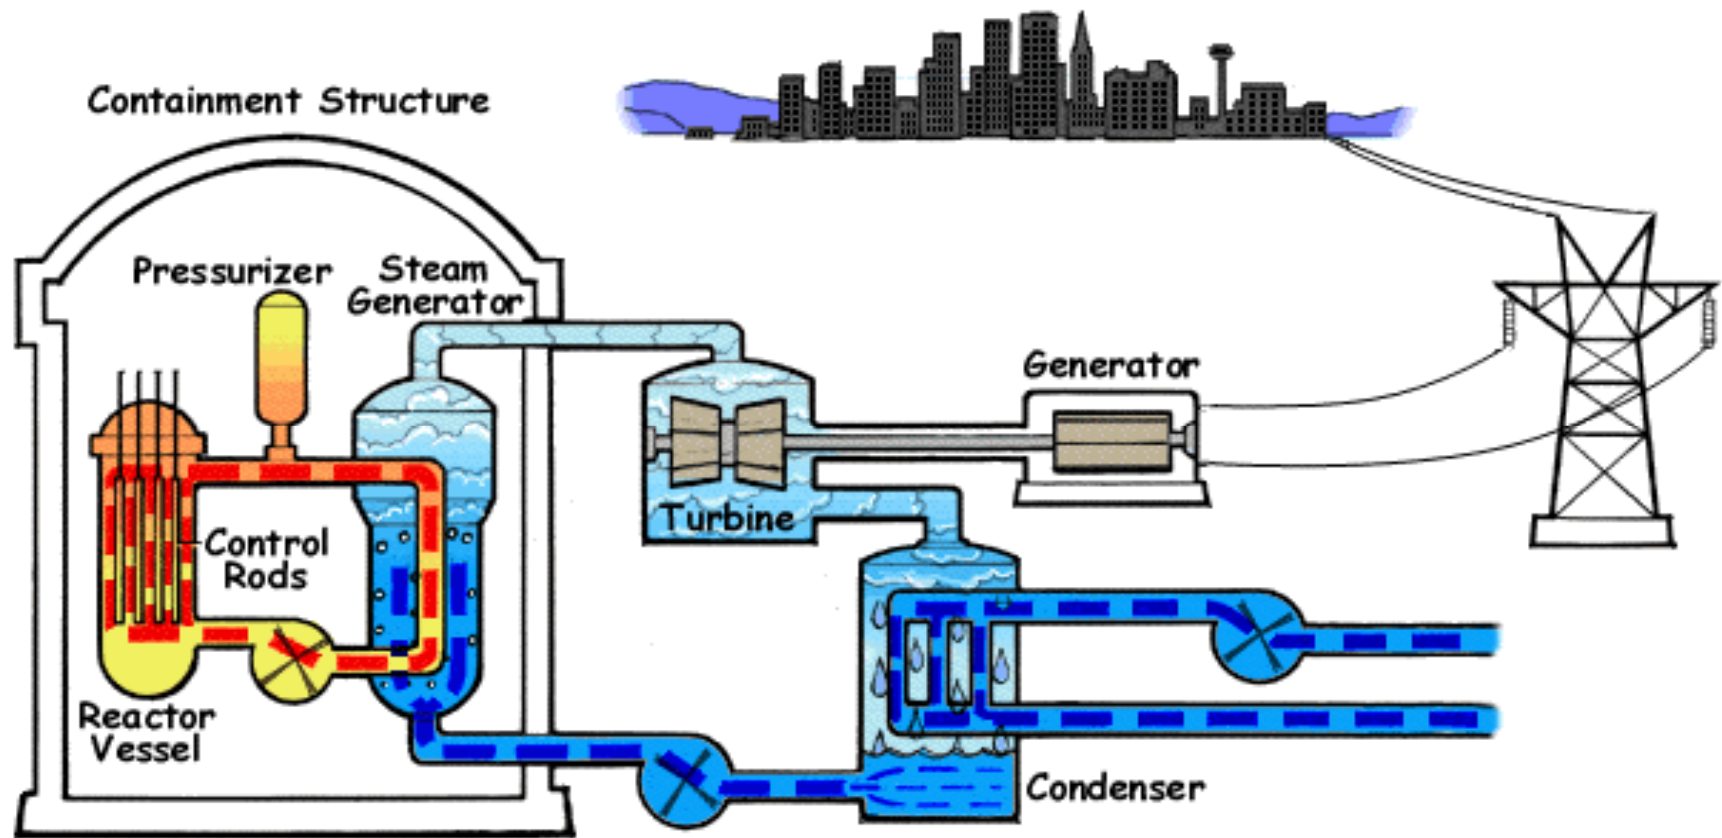 Containment Structure
Pressurizer
Steam
Generator
Generator
Turbine
Control
Rods
Reactor
Vessel
Condenser